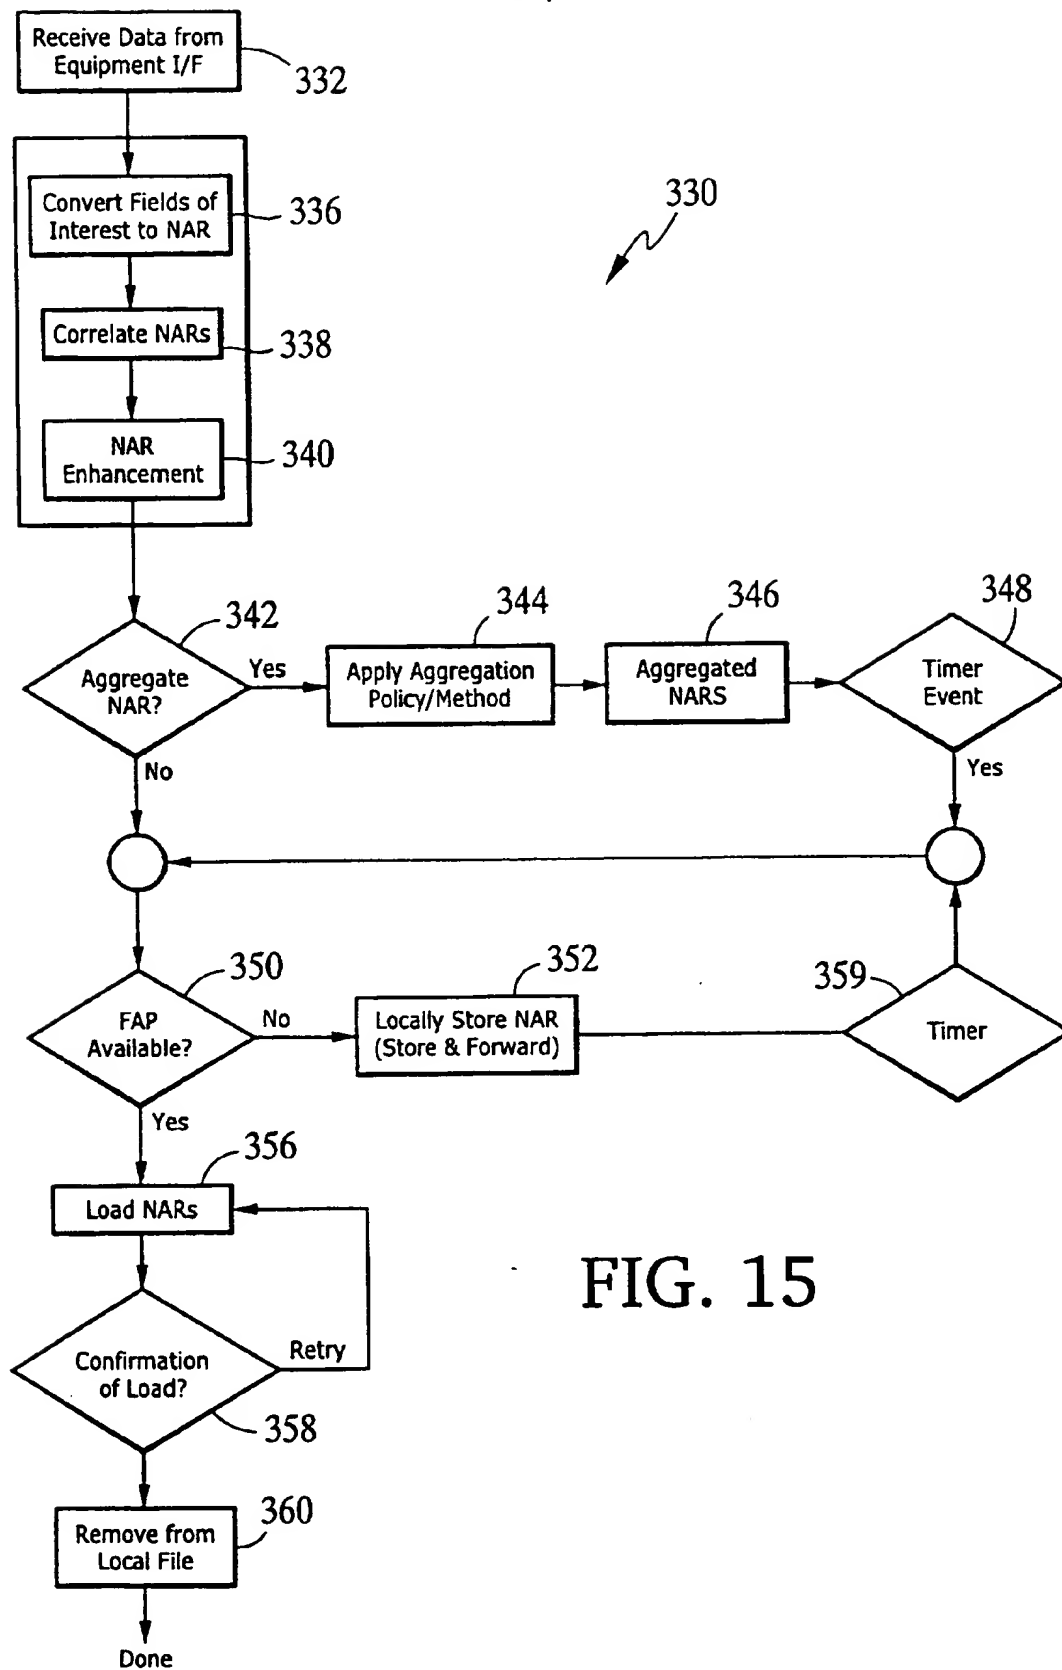 Receive Data from
Equipment I/F
332
330
Convert Fields of
Interest to NAR
336
Correlate NARs
338
NAR
Enhancement
340
342
Aggregate
NAR?
Yes
No
344
Apply Aggregation
Policy/Method
346
Aggregated
NARS
348
Timer
Event
Yes
350
FAP
Available?
No
Yes
352
Locally Store NAR
(Store & Forward)
359
Timer
356
Load NARs
Confirmation
of Load?
Retry
358
360
Remove from
Local File
Done
FIG. 15